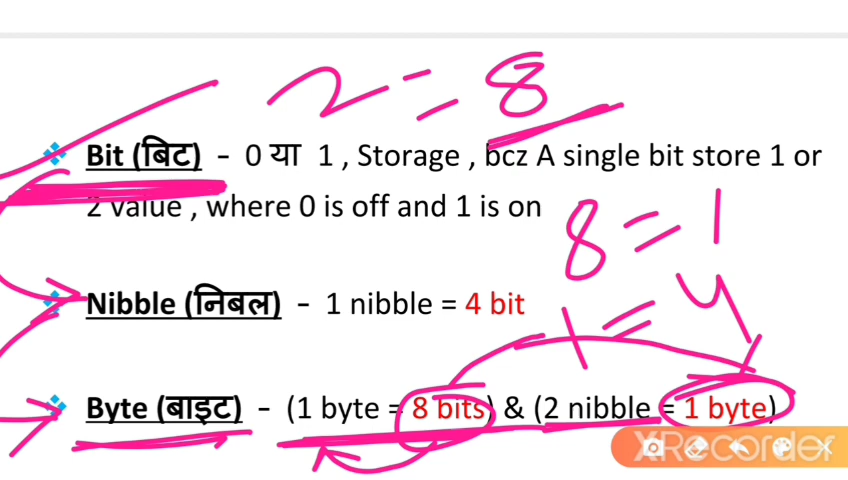 2 = 8
Bit (बिट) - 0 या 1 , Storage , bcz A single bit store 1 or
2 value , where 0 is off and 1 is on
8 = 1
Nibble (निबल) - 1 nibble = 4 bit
1 = 4
Byte (बाइट) - (1 byte = 8 bits) & (2 nibble = 1 byte)
XRecorder